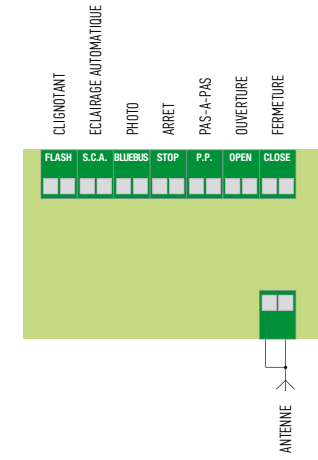 CLIGNOTANT
ECLAIRAGE AUTOMATIQUE
PHOTO
ARRET
PAS-A-PAS
OUVERTURE
FERMETURE
FLASH
S.C.A.
BLUEBUS
STOP
P.P.
OPEN
CLOSE
ANTENNE